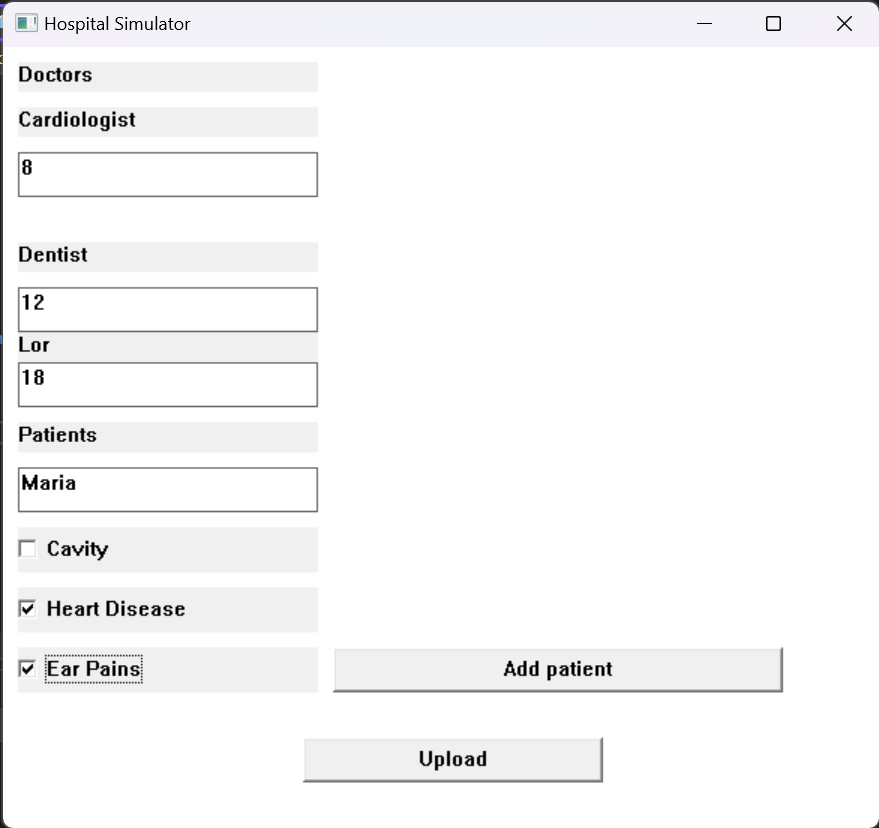 Hospital Simulator
Doctors
Cardiologist
8
Dentist
12
Lor
18
Patients
Maria
Cavity
Heart Disease
Ear Pains
Add patient
Upload